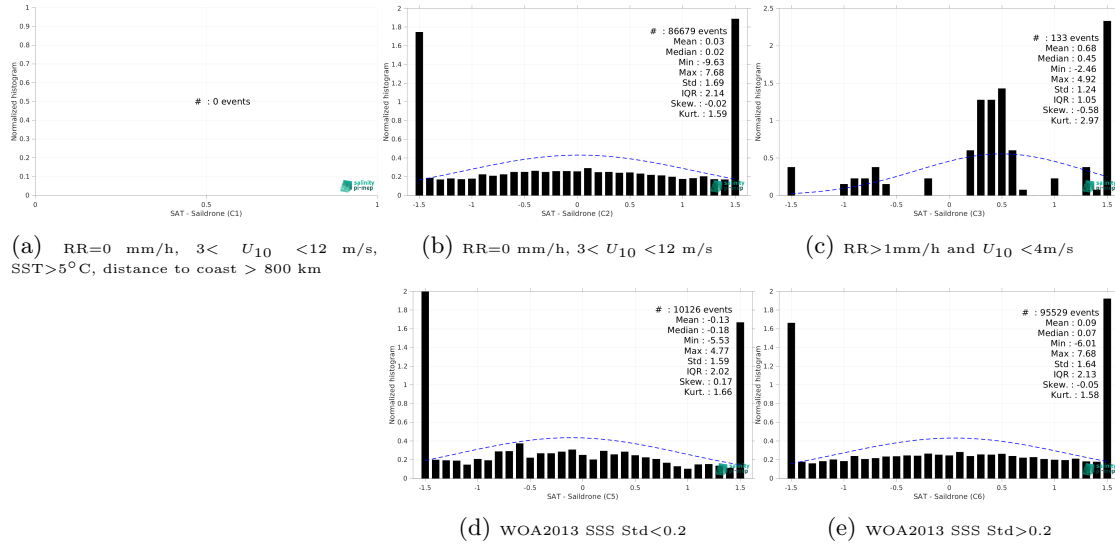 1
0.9
0.8
0.7
0.6
0.5
0.4
0.3
0.2
0.1
0
Normalized histogram
# : 0 events
salinity
pi-mep
0 0.5 1
SAT - Saildrone (C1)
(a) RR=0 mm/h, 3< U10 <12 m/s,
SST>5°C, distance to coast > 800 km
2
1.8
1.6
1.4
1.2
1
0.8
0.6
0.4
0.2
0
Normalized histogram
# : 86679 events
Mean : 0.03
Median : 0.02
Min : -9.63
Max : 7.68
Std : 1.69
IQR : 2.14
Skew. : -0.02
Kurt. : 1.59
salinity
pi-mep
-1.5 -1 -0.5 0 0.5 1 1.5
SAT - Saildrone (C2)
(b) RR=0 mm/h, 3< U10 <12 m/s
2.5
2
1.5
1
0.5
0
Normalized histogram
# : 133 events
Mean : 0.68
Median : 0.45
Min : -2.46
Max : 4.92
Std : 1.24
IQR : 1.05
Skew. : -0.58
Kurt. : 2.97
salinity
pi-mep
-1.5 -1 -0.5 0 0.5 1 1.5
SAT - Saildrone (C3)
(c) RR>1mm/h and U10 <4m/s
2
1.8
1.6
1.4
1.2
1
0.8
0.6
0.4
0.2
0
Normalized histogram
# : 10126 events
Mean : -0.13
Median : -0.18
Min : -5.53
Max : 4.77
Std : 1.59
IQR : 2.02
Skew. : 0.17
Kurt. : 1.66
salinity
pi-mep
-1.5 -1 -0.5 0 0.5 1 1.5
SAT - Saildrone (C5)
(d) WOA2013 SSS Std<0.2
2
1.8
1.6
1.4
1.2
1
0.8
0.6
0.4
0.2
0
Normalized histogram
# : 95529 events
Mean : 0.09
Median : 0.07
Min : -6.01
Max : 7.68
Std : 1.64
IQR : 2.13
Skew. : -0.05
Kurt. : 1.58
salinity
pi-mep
-1.5 -1 -0.5 0 0.5 1 1.5
SAT - Saildrone (C6)
(e) WOA2013 SSS Std>0.2